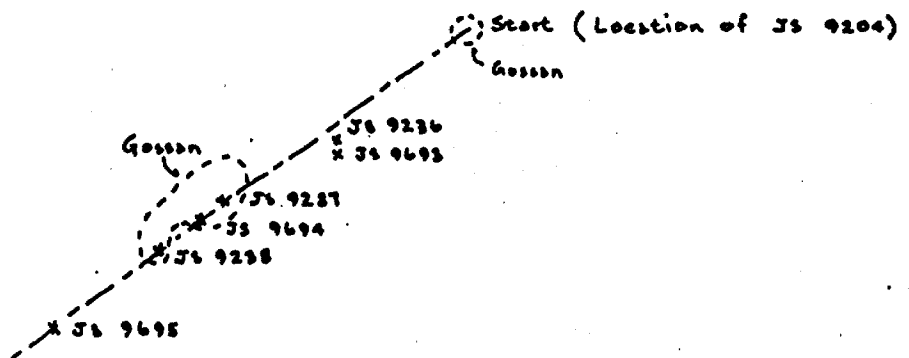 Start (Location of JS 9204)
Gossan
JS 9236
JS 9693
Gossan
JS 9237
JS 9694
JS 9238
JS 9695